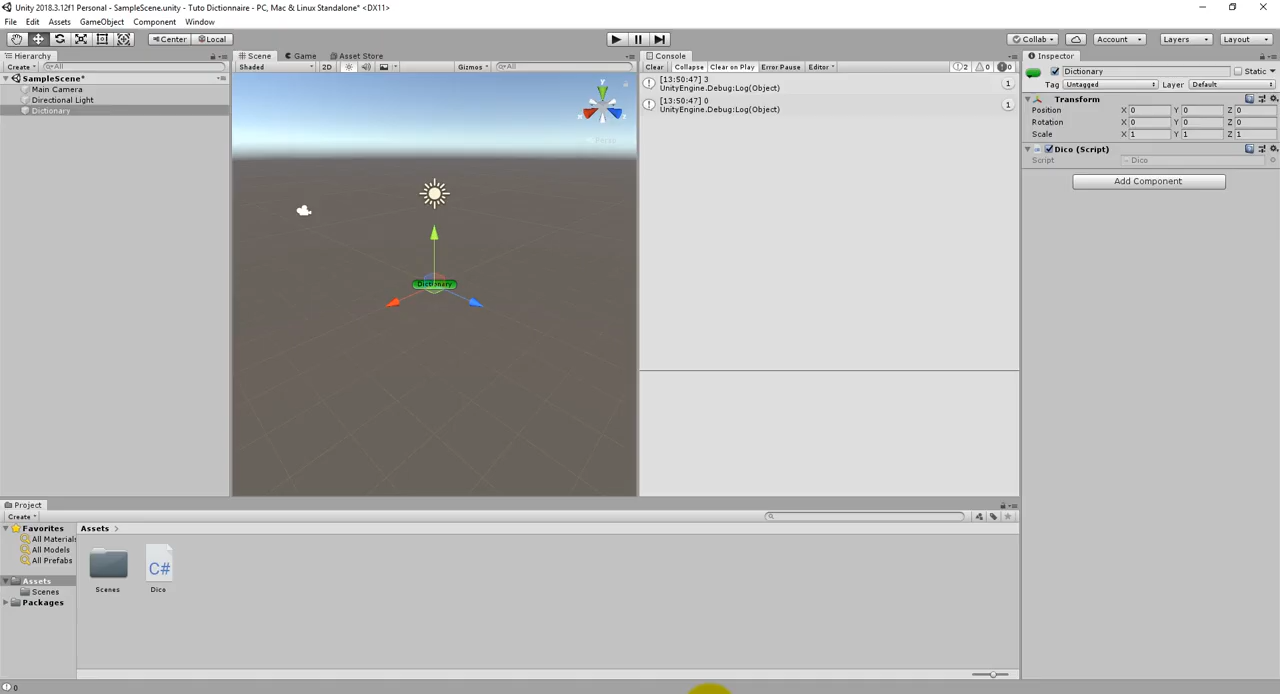 Unity 2018.3.12f1 Personal - SampleScene.unity - Tuto Dictionnaire - PC, Mac & Linux Standalone* <DX11>
File Edit Assets GameObject Component Window
Center Local Collab Account Layers Layout
Hierarchy
Create All
SampleScene*
Main Camera
Directional Light
Dictionary
Scene Game Asset Store
Shaded 2D Gizmos All
y
Dictionary
Console
Clear Collapse Clear on Play Error Pause Editor 2 0 0
[13:50:47] 3
UnityEngine.Debug:Log(Object)
1
[13:50:47] 0
UnityEngine.Debug:Log(Object)
1
Inspector
Dictionary Static
Tag Untagged Layer Default
Transform
Position X 0 Y 0 Z 0
Rotation X 0 Y 0 Z 0
Scale X 1 Y 1 Z 1
Dico (Script)
Script Dico
Add Component
Project
Create
Favorites
All Materials
All Models
All Prefabs
Assets
Scenes
Packages
Assets
C#
Scenes Dico
0